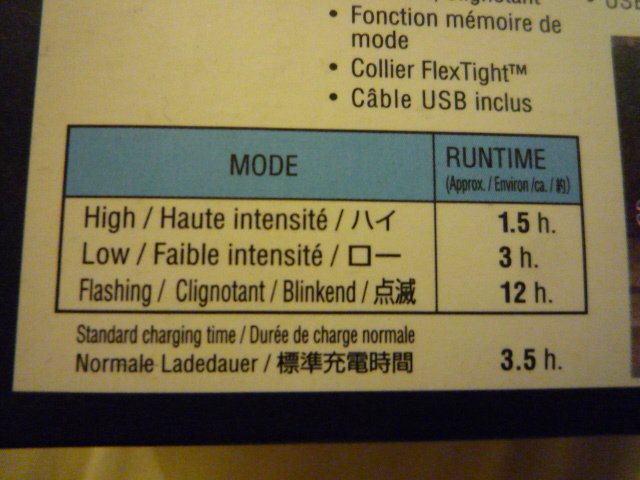 • Fonction mémoire de
mode
• Collier FlexTight™
• Câble USB inclus
MODE
RUNTIME
(Approx. / Environ /ca. / 約)
High / Haute intensité / ハイ
1.5 h.
Low / Faible intensité / ロー
3 h.
Flashing / Clignotant / Blinkend / 点滅
12 h.
Standard charging time / Durée de charge normale
Normale Ladedauer / 標準充電時間
3.5 h.